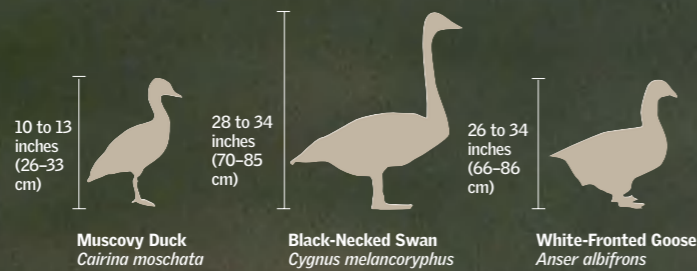 10 to 13
inches
(26–33
cm)
Muscovy Duck
Cairina moschata
28 to 34
inches
(70–85
cm)
Black-Necked Swan
Cygnus melancoryphus
26 to 34
inches
(66–86
cm)
White-Fronted Goose
Anser albifrons